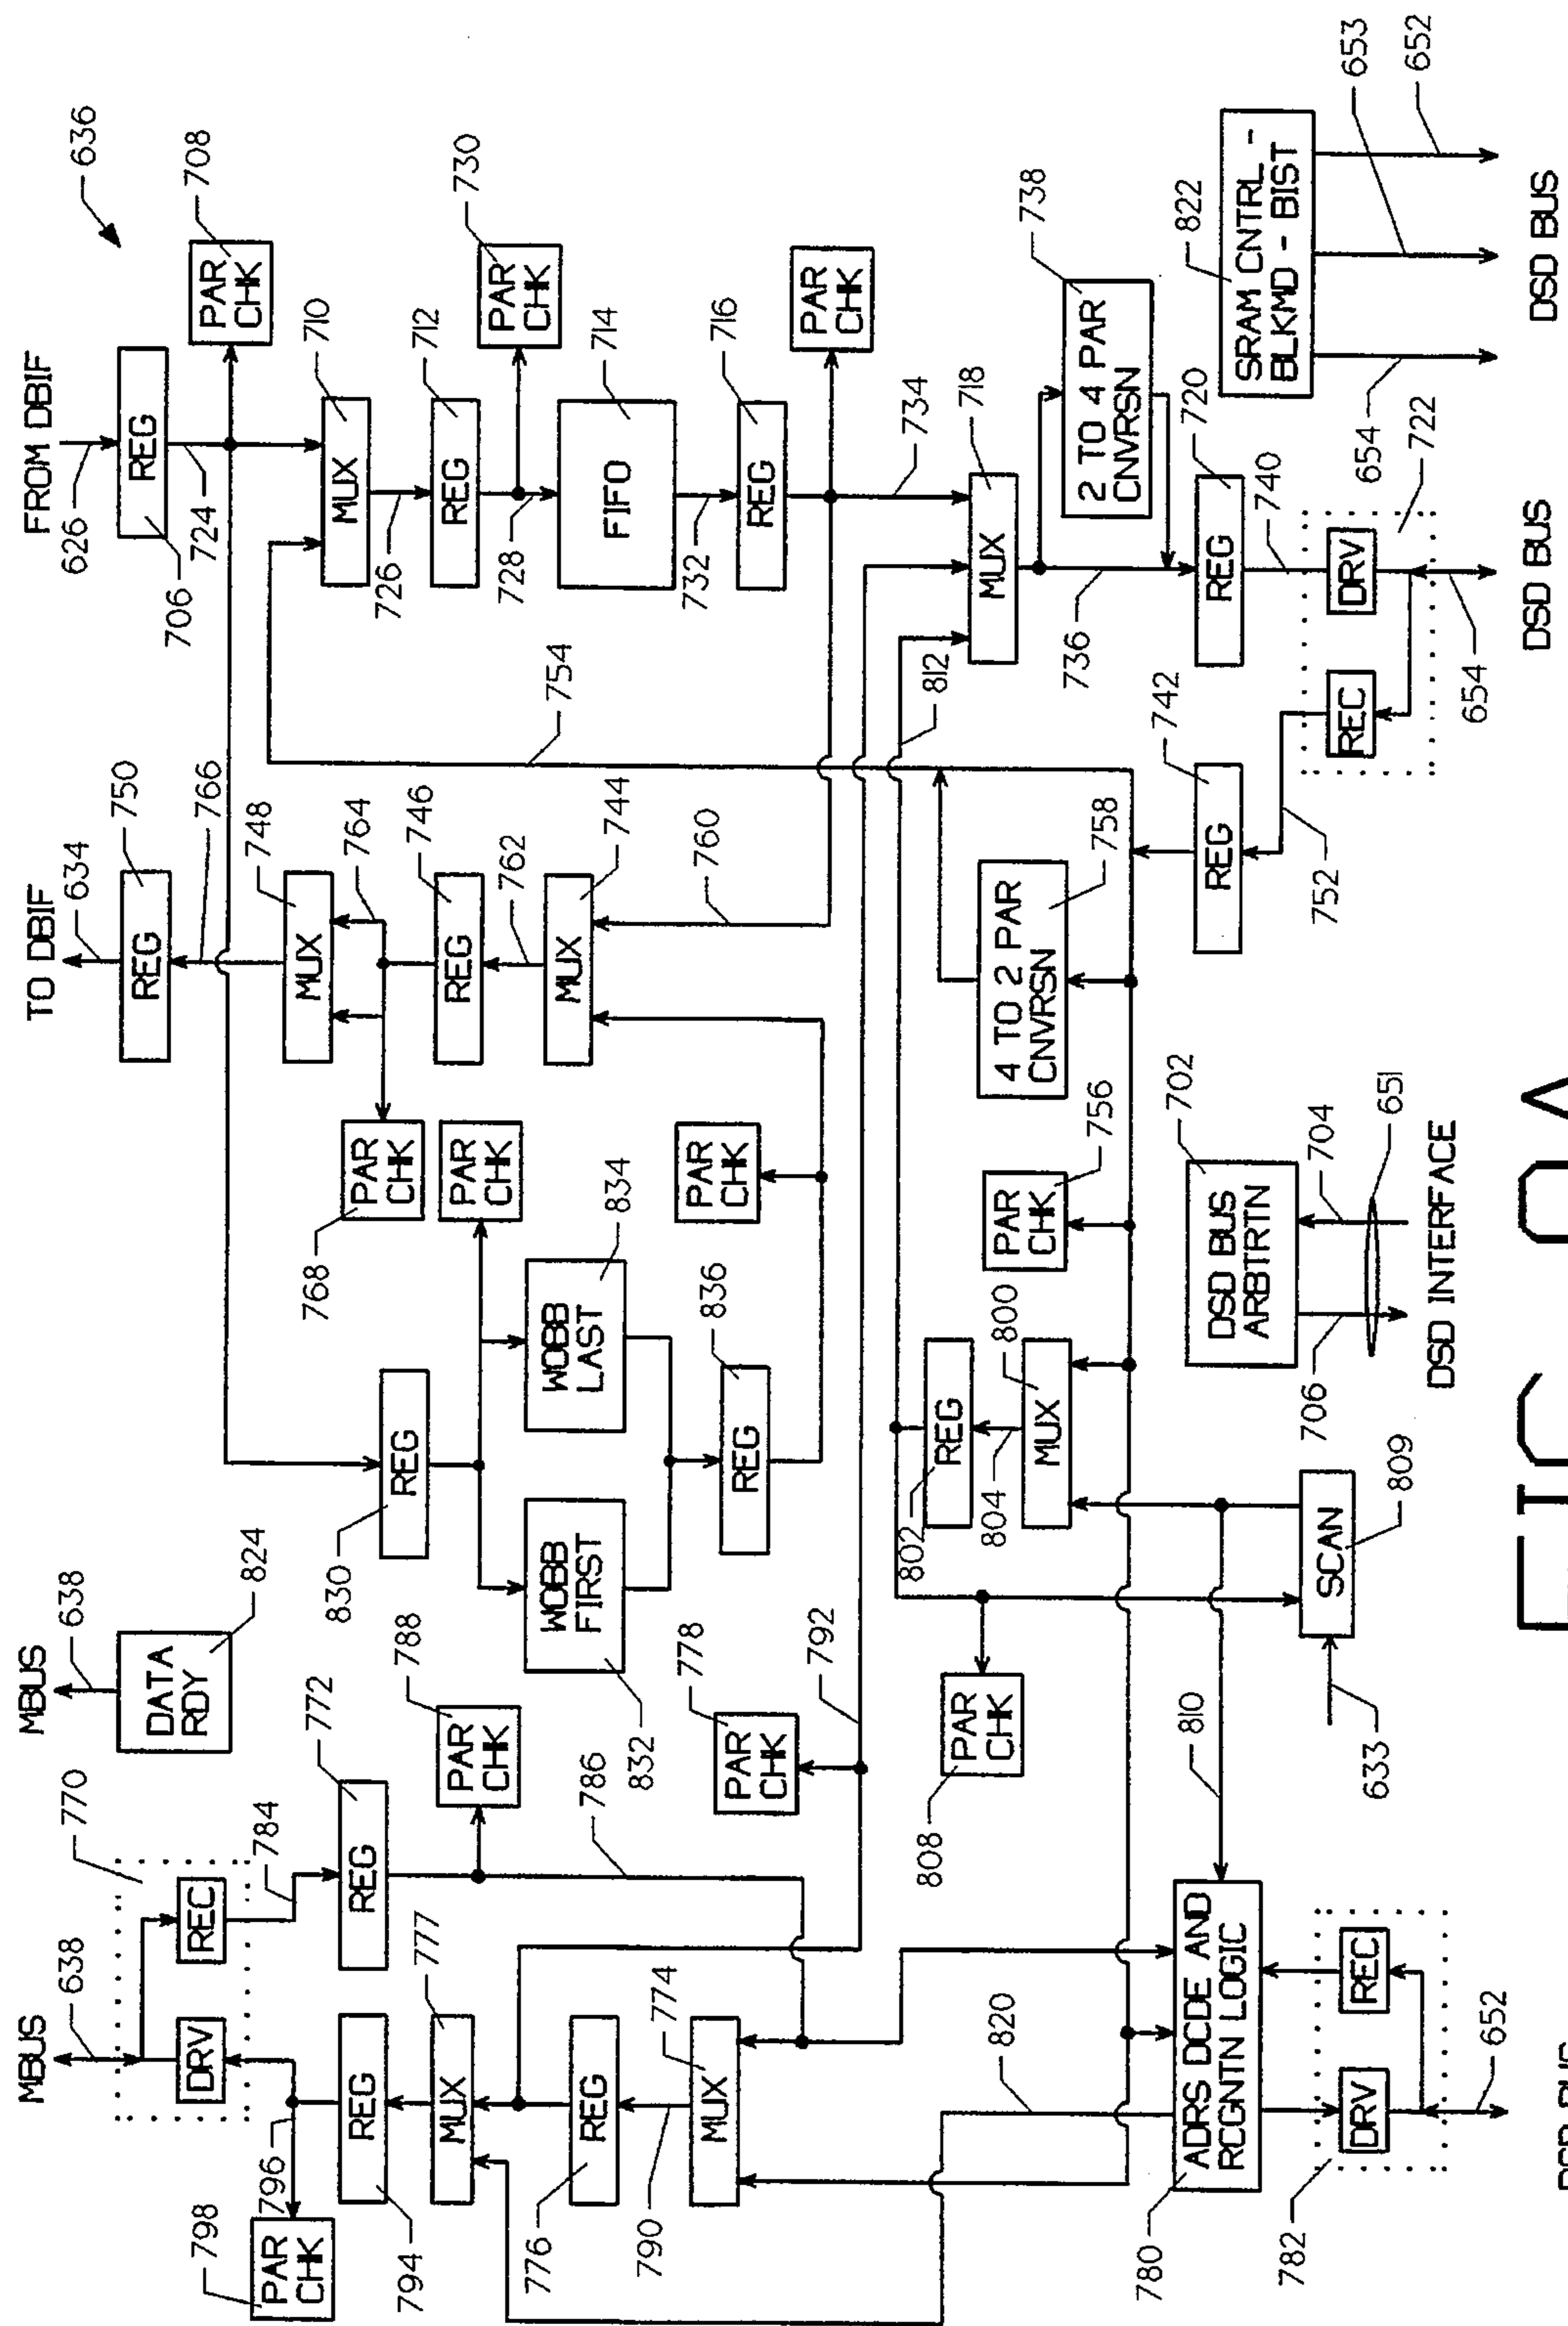 MBUS
638
770
MBUS
638
TO DBIF
634
FROM DBIF
626
636
DRV
REC
784
DATA
RDY
824
REG
750
766
REG
706
724
PAR
CHK
708
798
PAR
CHK
796
REG
794
REG
772
830
REG
768
PAR
CHK
MUX
748
764
MUX
710
726
MUX
777
PAR
CHK
788
PAR
CHK
REG
746
762
REG
712
728
PAR
CHK
730
776
REG
790
786
WOBB
FIRST
832
WOBB
LAST
834
MUX
744
760
FIFO
714
732
MUX
774
PAR
CHK
778
792
REG
836
PAR
CHK
754
REG
716
PAR
CHK
734
820
808
PAR
CHK
802
REG
804
MUX
800
PAR
CHK
756
4 TO 2 PAR
CNVRSN
758
812
MUX
718
736
2 TO 4 PAR
CNVRSN
738
780
ADRS DCDE AND
RCGNTN LOGIC
810
DSD BUS
ARBTRTN
702
REG
742
752
REG
720
740
SRAM CNTRL -
BLKMD - BIST
822
782
DRV
REC
652
633
SCAN
809
706
704
651
DSD INTERFACE
REC
DRV
722
654
DSD BUS
654
653
652
DSD BUS